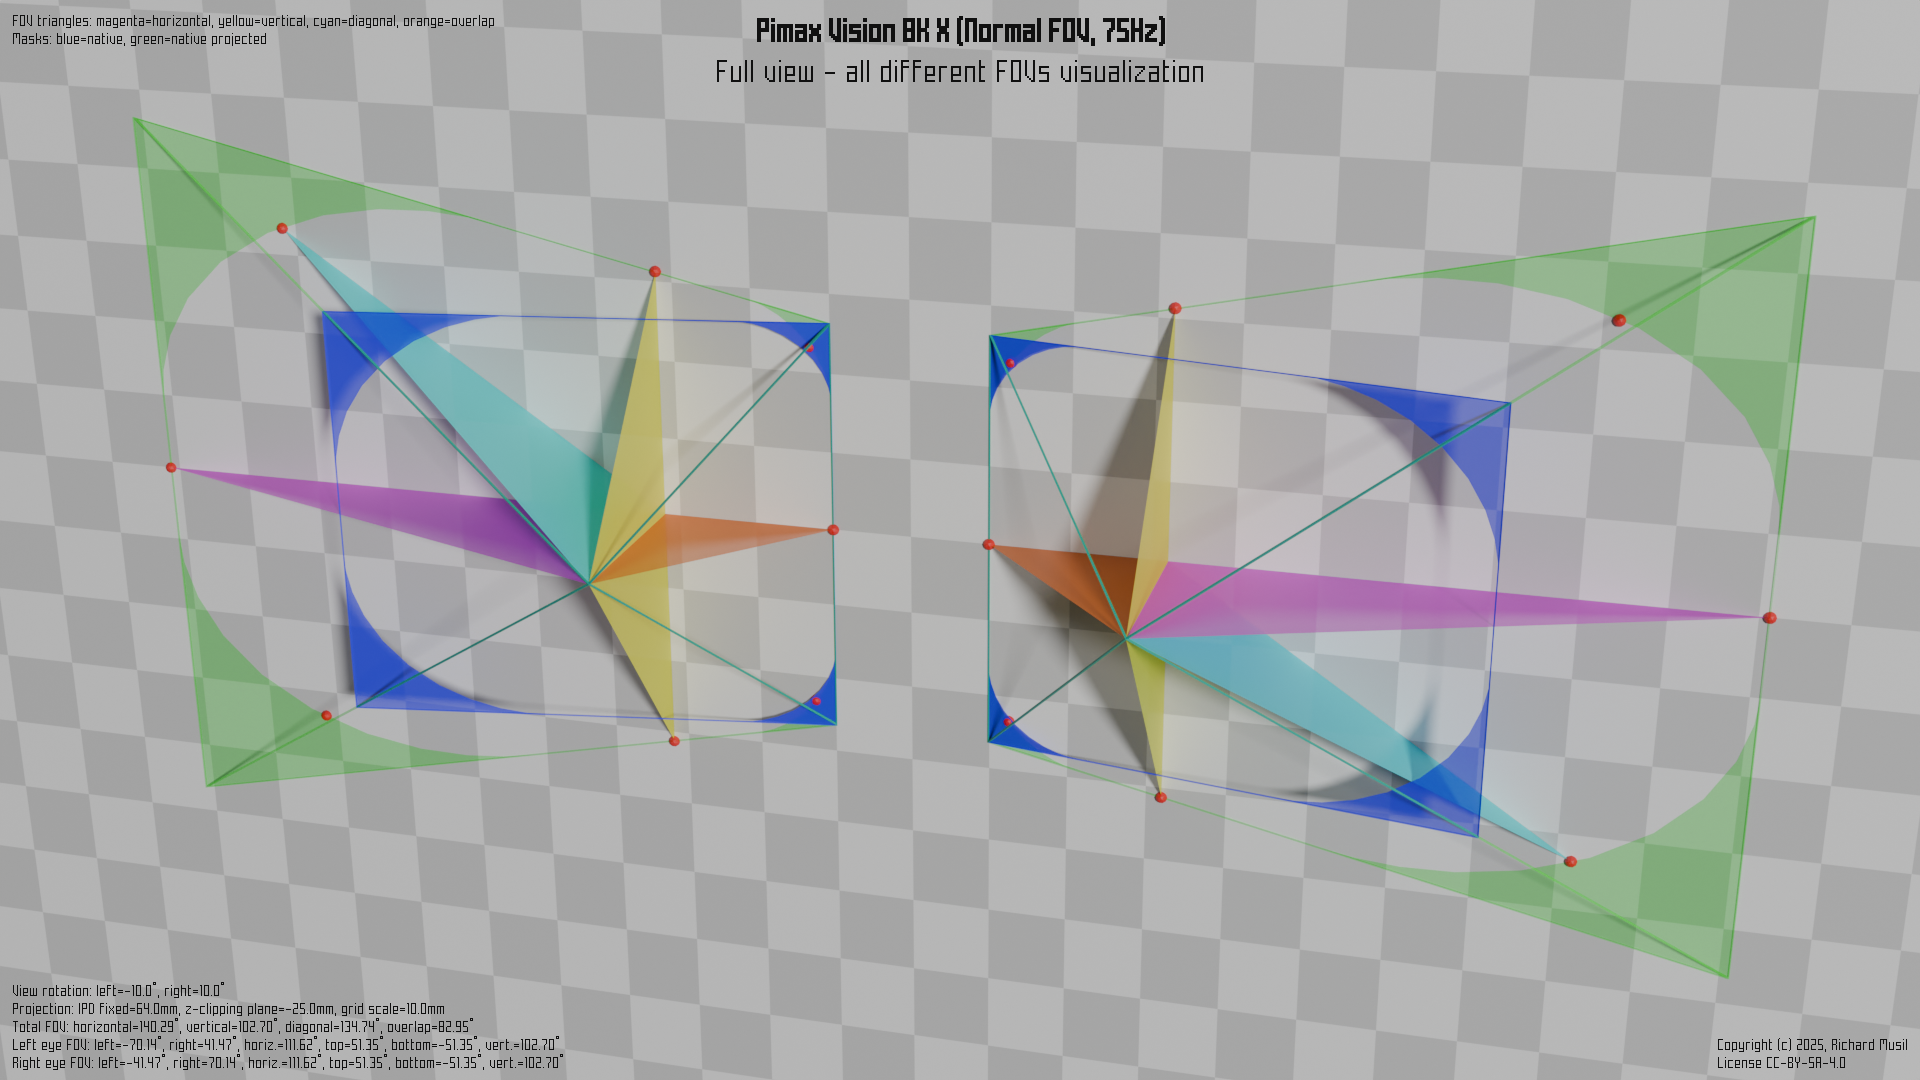 FOV triangles: magenta=horizontal, yellow=vertical, cyan=diagonal, orange=overlap
Masks: blue=native, green=native projected
Pimax Vision 8K X (Normal FOV, 75Hz)
Full view - all different FOVs visualization
View rotation: left=-10.0°, right=10.0°
Projection: IPD fixed=64.0mm, z-clipping plane=-25.0mm, grid scale=10.0mm
Total FOV: horizontal=140.29°, vertical=102.70°, diagonal=134.74°, overlap=82.95°
Left eye FOV: left=-70.14°, right=41.47°, horiz.=111.62°, top=51.35°, bottom=-51.35°, vert.=102.70°
Right eye FOV: left=-41.47°, right=70.14°, horiz.=111.62°, top=51.35°, bottom=-51.35°, vert.=102.70°
Copyright (c) 2025, Richard Musil
License CC-BY-SA-4.0